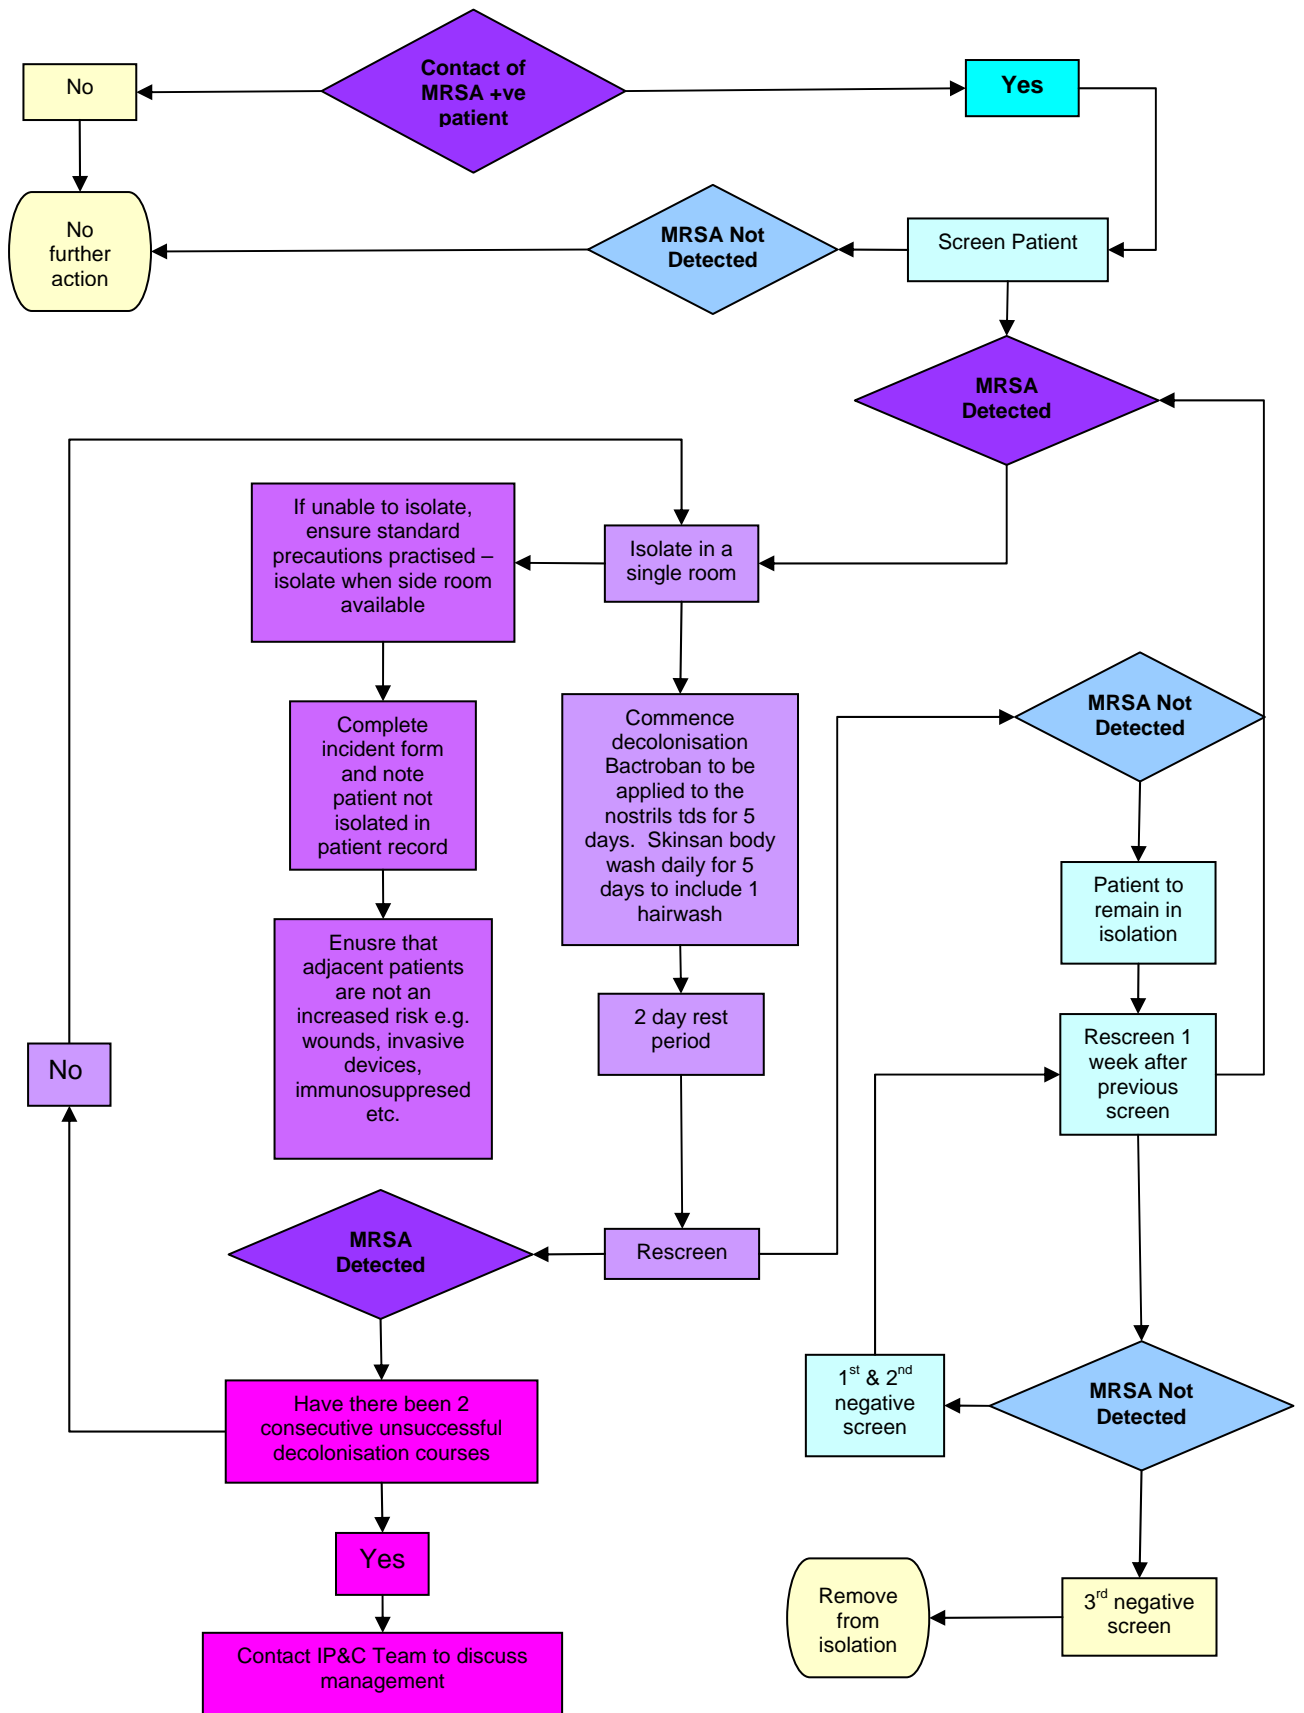 Contact of
MRSA +ve
patient
No
Yes
No
further
action
MRSA Not
Detected
Screen Patient
MRSA
Detected
If unable to isolate,
ensure standard
precautions practised –
isolate when side room
available
Isolate in a
single room
Complete
incident form
and note
patient not
isolated in
patient record
Commence
decolonisation
Bactroban to be
applied to the
nostrils tds for 5
days.  Skinsan body
wash daily for 5
days to include 1
hairwash
MRSA Not
Detected
Patient to
remain in
isolation
Enusre that
adjacent patients
are not an
increased risk e.g.
wounds, invasive
devices,
immunosuppresed
etc.
2 day rest
period
Rescreen 1
week after
previous
screen
No
MRSA
Detected
Rescreen
Have there been 2
consecutive unsuccessful
decolonisation courses
1st & 2nd
negative
screen
MRSA Not
Detected
Yes
Contact IP&C Team to discuss
management
Remove
from
isolation
3rd negative
screen